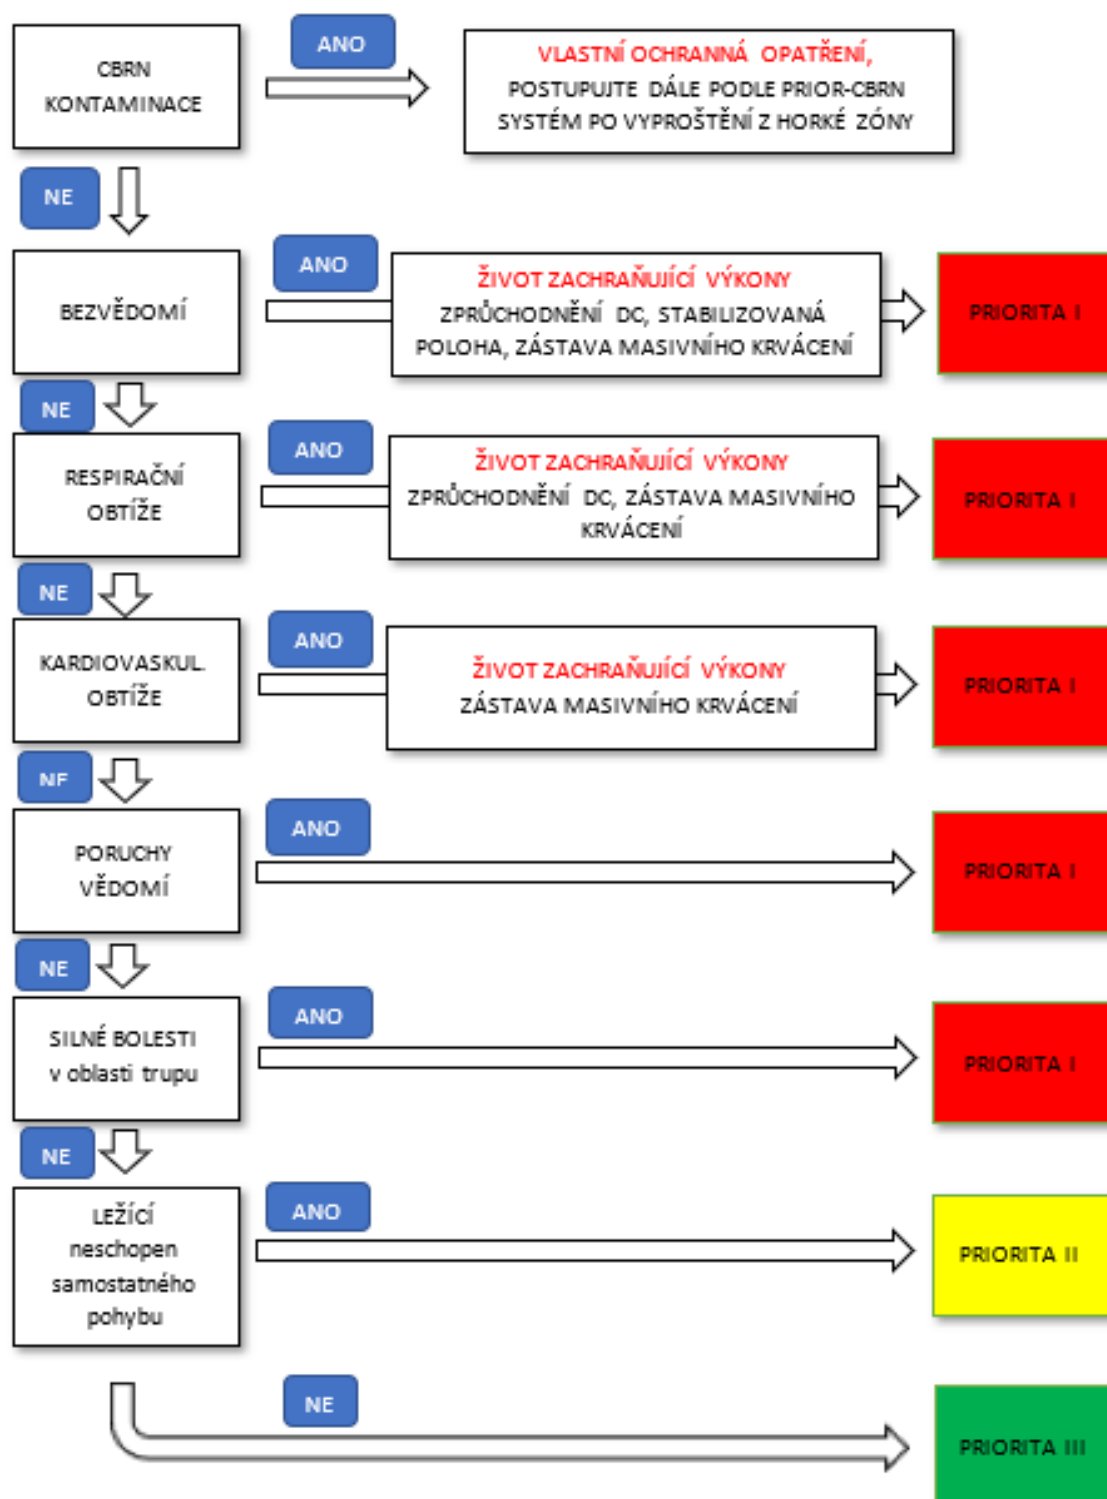 CBRN
KONTAMINACE
ANO
VLASTNÍ OCHRANNÁ OPATŘENÍ,
POSTUPUJTE DÁLE PODLE PRIOR-CBRN
SYSTÉM PO VYPROŠTĚNÍ Z HORKÉ ZÓNY
NE
BEZVĚDOMÍ
ANO
ŽIVOT ZACHRAŇUJÍCÍ VÝKONY
ZPRŮCHODNĚNÍ DC, STABILIZOVANÁ
POLOHA, ZÁSTAVA MASIVNÍHO KRVÁCENÍ
PRIORITA I
NE
RESPIRAČNÍ
OBTÍŽE
ANO
ŽIVOT ZACHRAŇUJÍCÍ VÝKONY
ZPRŮCHODNĚNÍ DC, ZÁSTAVA MASIVNÍHO
KRVÁCENÍ
PRIORITA I
NE
KARDIOVASKUL.
OBTÍŽE
ANO
ŽIVOT ZACHRAŇUJÍCÍ VÝKONY
ZÁSTAVA MASIVNÍHO KRVÁCENÍ
PRIORITA I
NE
PORUCHY
VĚDOMÍ
ANO
PRIORITA I
NE
SILNÉ BOLESTI
v oblasti trupu
ANO
PRIORITA I
NE
LEŽÍCÍ
neschopen
samostatného
pohybu
ANO
PRIORITA II
NE
PRIORITA III